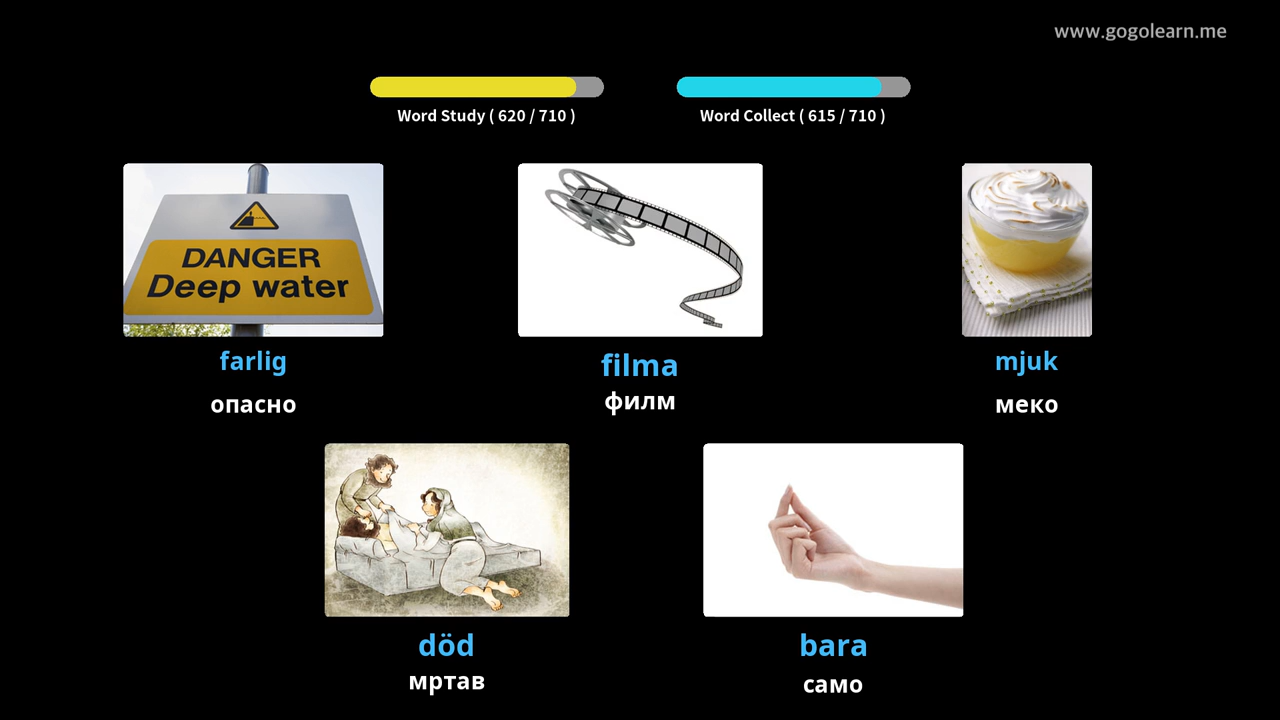 www.gogolearn.me
Word Study ( 620 / 710 )
Word Collect ( 615 / 710 )
DANGER
Deep water
farlig
опасно
filma
филм
mjuk
меко
död
мртав
bara
само